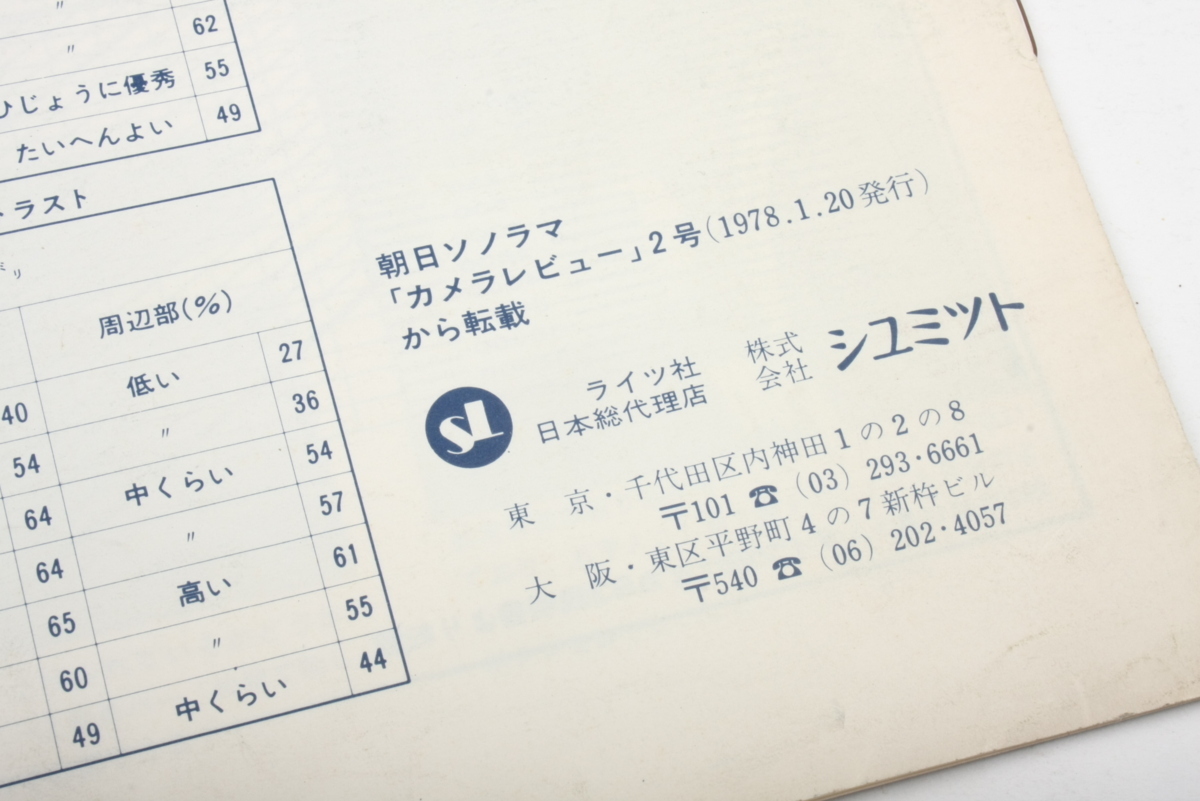 〃
〃 62
ひじょうに優秀 55
たいへんよい 49
トラスト
周辺部(%)
40 低い 27
54 〃 36
64 中くらい 54
64 〃 57
65 高い 61
60 〃 55
49 中くらい 44
朝日ソノラマ
「カメラレビュー」2号(1978.1.20発行)
から転載
SL
ライツ社
日本総代理店
株式
会社
シユミツト
東 京・千代田区内神田1の2の8
〒101 ☎ (03) 293・6661
大 阪・東区平野町4の7新杵ビル
〒540 ☎ (06) 202・4057